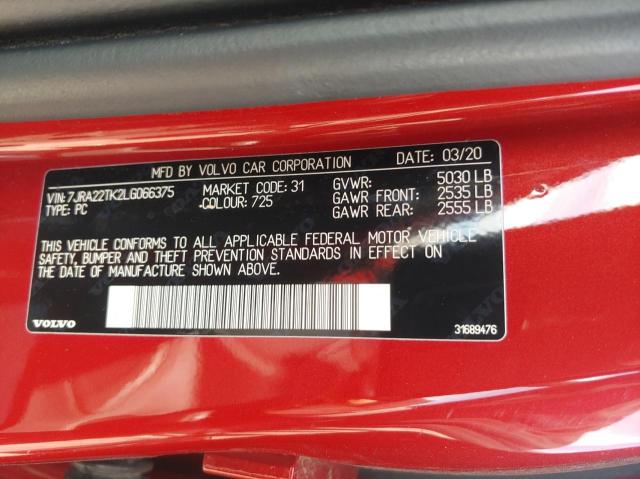 MFD BY VOLVO CAR CORPORATION DATE: 03/20
VIN: 7JRA22TK2LG066375 MARKET CODE: 31 GVWR: 5030 LB
TYPE: PC COLOUR: 725 GAWR FRONT: 2535 LB
GAWR REAR: 2555 LB
THIS VEHICLE CONFORMS TO ALL APPLICABLE FEDERAL MOTOR VEHICLE
SAFETY, BUMPER AND THEFT PREVENTION STANDARDS IN EFFECT ON
THE DATE OF MANUFACTURE SHOWN ABOVE.
VOLVO 31689476